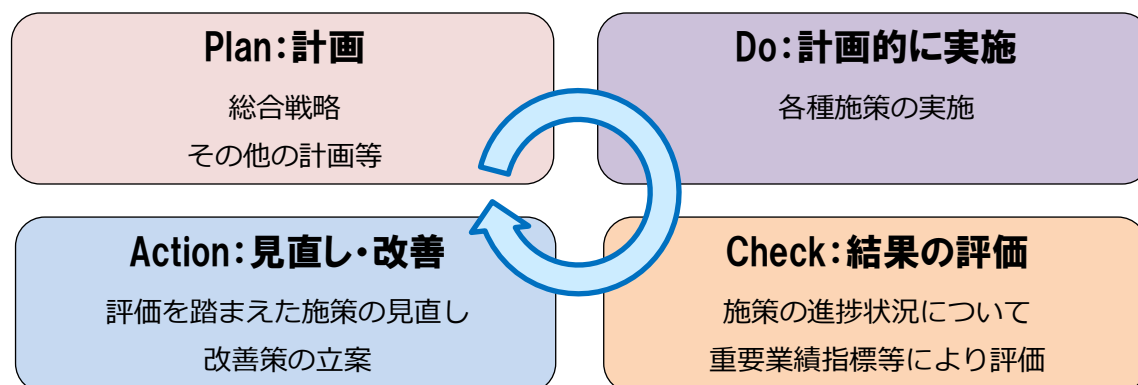 Plan：計画
総合戦略
その他の計画等
Do：計画的に実施
各種施策の実施
Action：見直し・改善
評価を踏まえた施策の見直し
改善策の立案
Check：結果の評価
施策の進捗状況について
重要業績指標等により評価